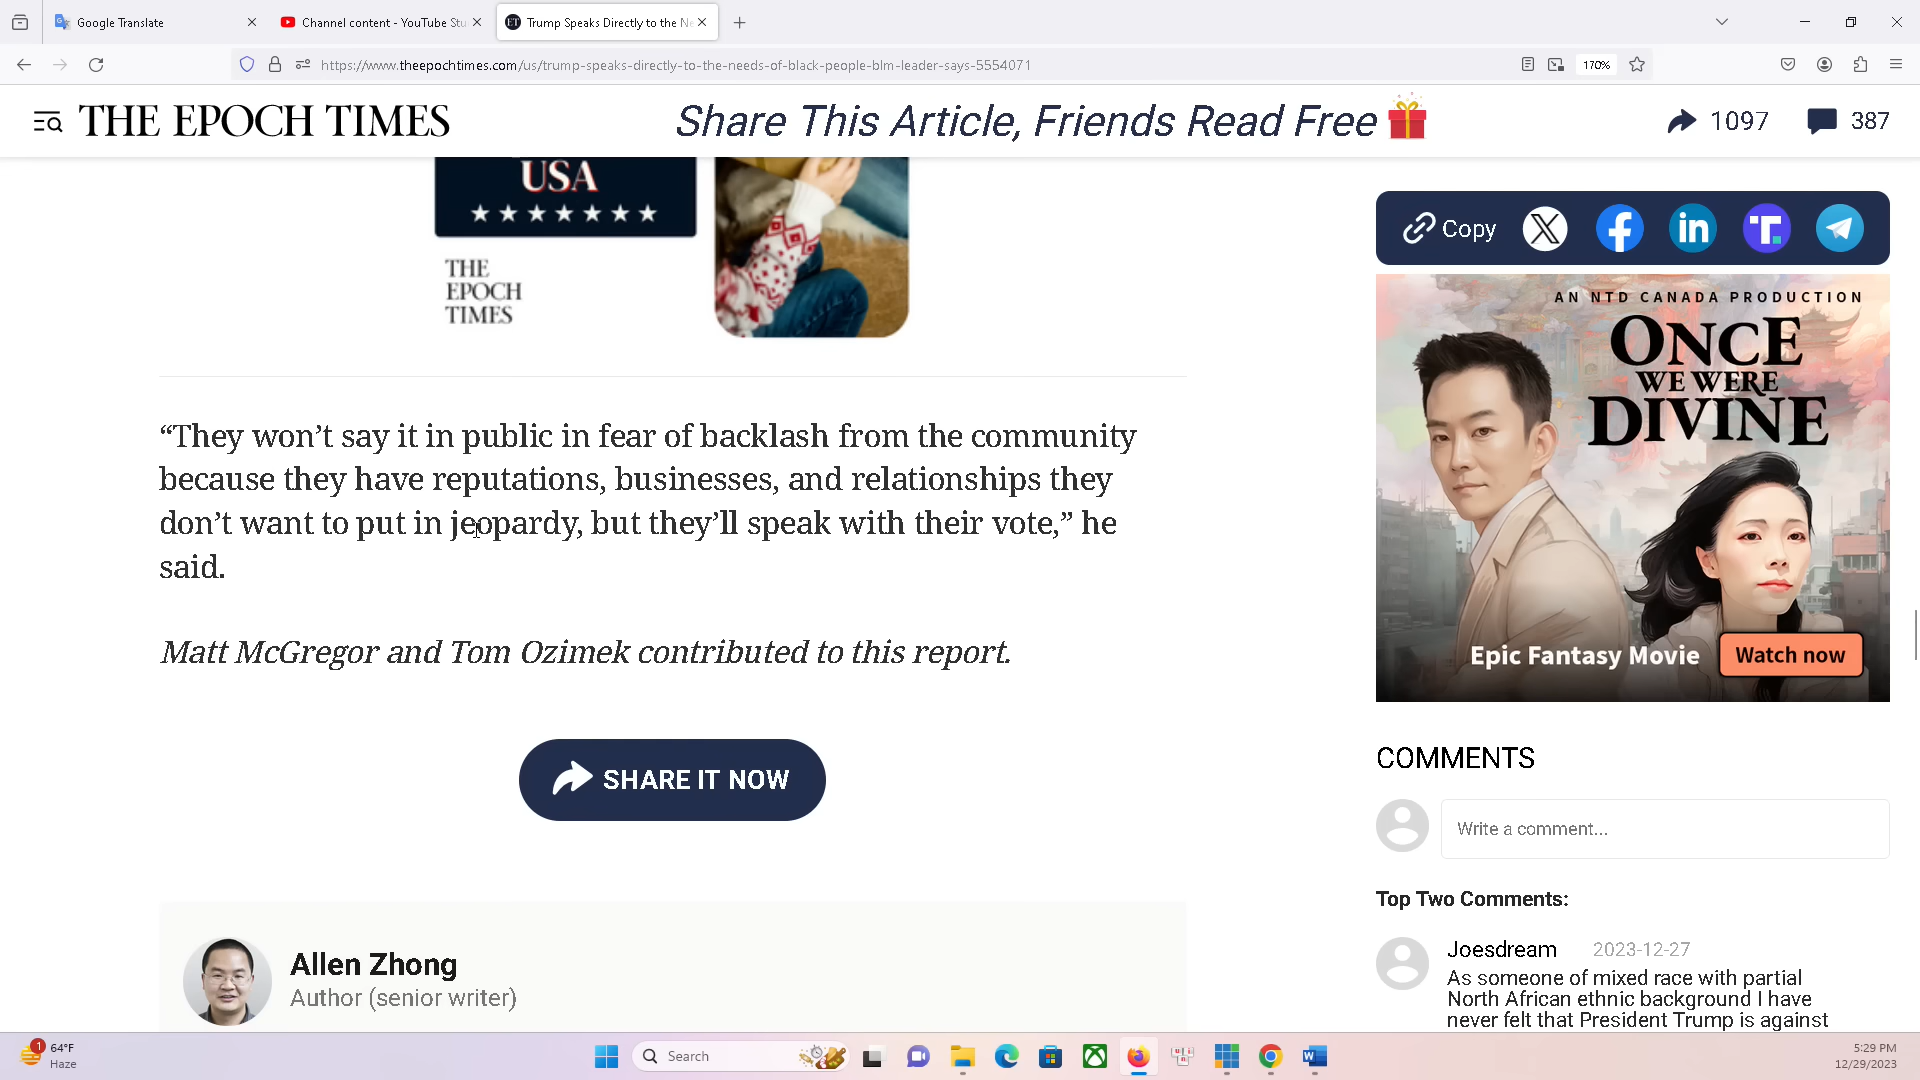 Google Translate
Channel content - YouTube Stu
Trump Speaks Directly to the Ne
https://www.theepochtimes.com/us/trump-speaks-directly-to-the-needs-of-black-people-blm-leader-says-5554071
170%
THE EPOCH TIMES
Share This Article, Friends Read Free
1097
387
USA
THE
EPOCH
TIMES
“They won’t say it in public in fear of backlash from the community
because they have reputations, businesses, and relationships they
don’t want to put in jeopardy, but they’ll speak with their vote,” he
said.
Matt McGregor and Tom Ozimek contributed to this report.
SHARE IT NOW
Allen Zhong
Author (senior writer)
Copy
AN NTD CANADA PRODUCTION
ONCE
WE WERE
DIVINE
Epic Fantasy Movie
Watch now
COMMENTS
Write a comment...
Top Two Comments:
Joesdream 2023-12-27
As someone of mixed race with partial
North African ethnic background I have
never felt that President Trump is against
1
64°F
Haze
Search
5:29 PM
12/29/2023